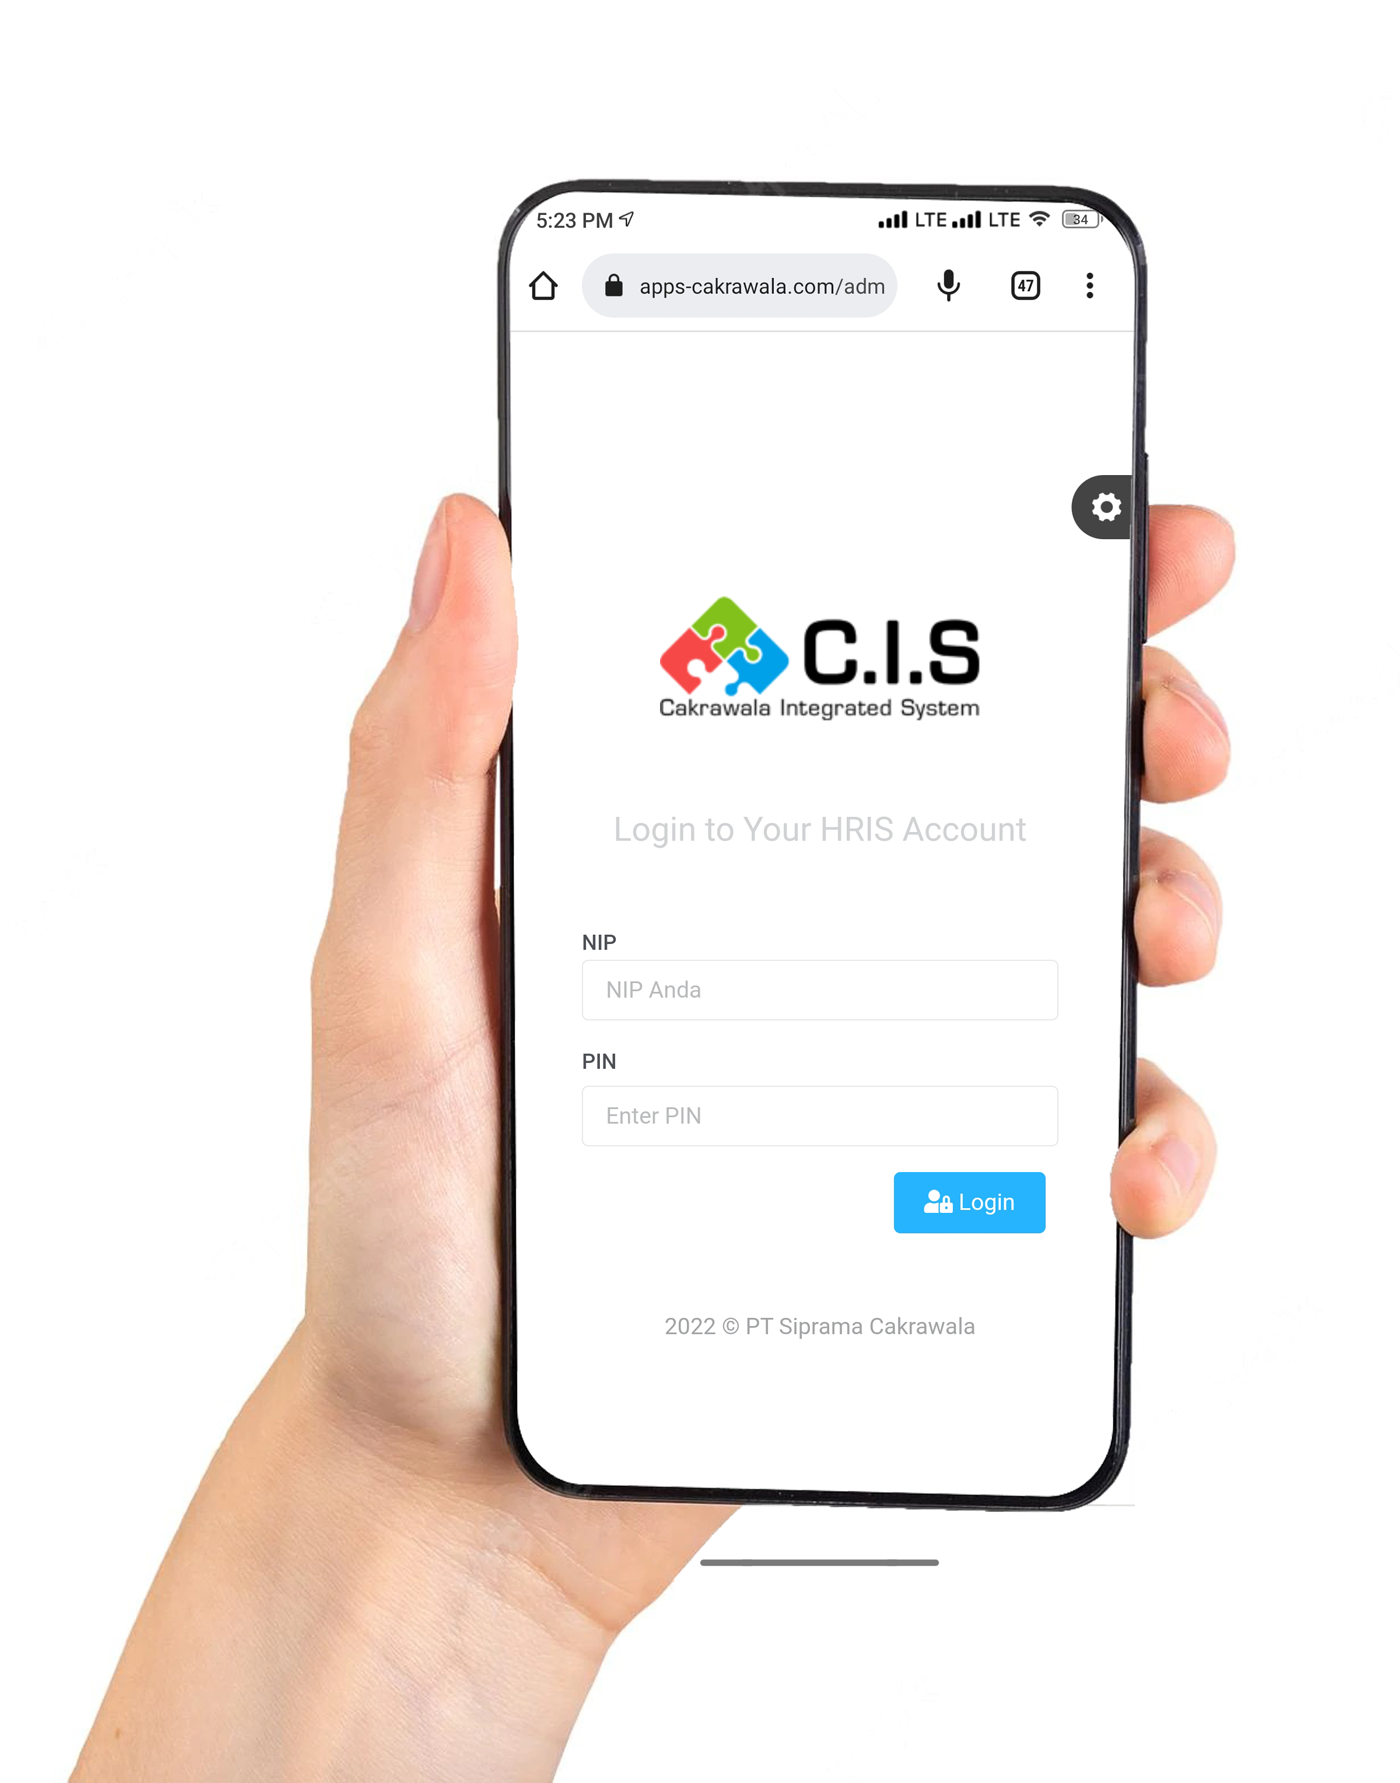 5:23 PM LTE LTE 34
apps-cakrawala.com/adm 47
C.I.S
Cakrawala Integrated System
Login to Your HRIS Account
NIP
NIP Anda
PIN
Enter PIN
Login
2022 © PT Siprama Cakrawala